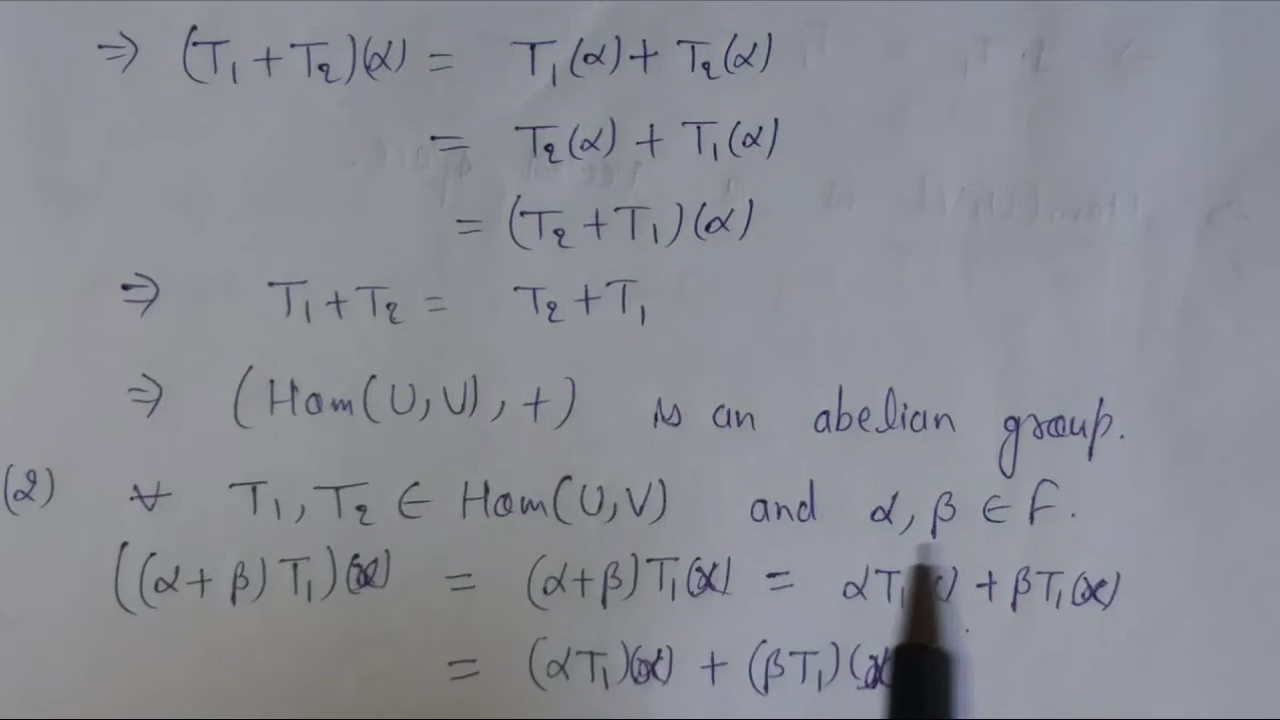 ⇒ (T₁ + T₂)(α) = T₁(α) + T₂(α)
= T₂(α) + T₁(α)
= (T₂ + T₁)(α)
⇒ T₁ + T₂ = T₂ + T₁
⇒ (Hom(U,V), +) is an abelian group.
(2) ∀ T₁, T₂ ∈ Hom(U,V) and α, β ∈ F.
((α + β) T₁)(x) = (α+β) T₁(x) = αT₁ ) + βT₁(x)
= (αT₁)(x) + (βT₁)(x